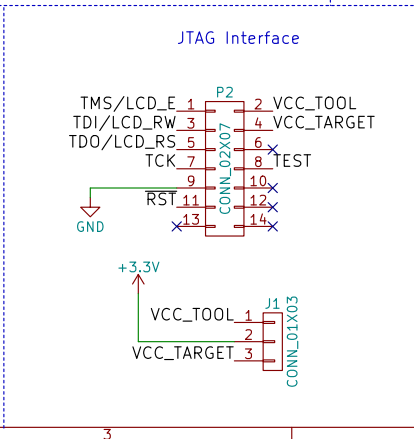 JTAG Interface
P2
TMS/LCD_E 1 2 VCC_TOOL
TDI/LCD_RW 3 4 VCC_TARGET
TDO/LCD_RS 5 6
TCK 7 8 TEST
9 10
RST 11 12
13 14
CONN_02X07
GND
+3.3V
J1
VCC_TOOL 1
2
VCC_TARGET 3
CONN_01X03
3